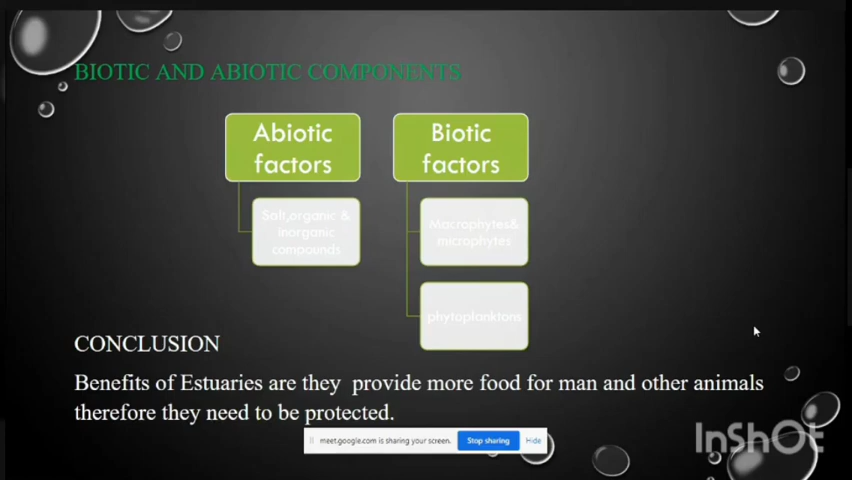 BIOTIC AND ABIOTIC COMPONENTS
Abiotic
factors
Salt,organic &
inorganic
compounds
Biotic
factors
Macrophytes&
microphytes
phytoplanktons
CONCLUSION
Benefits of Estuaries are they provide more food for man and other animals
therefore they need to be protected.
meet.google.com is sharing your screen.
Stop sharing
Hide
InShOt